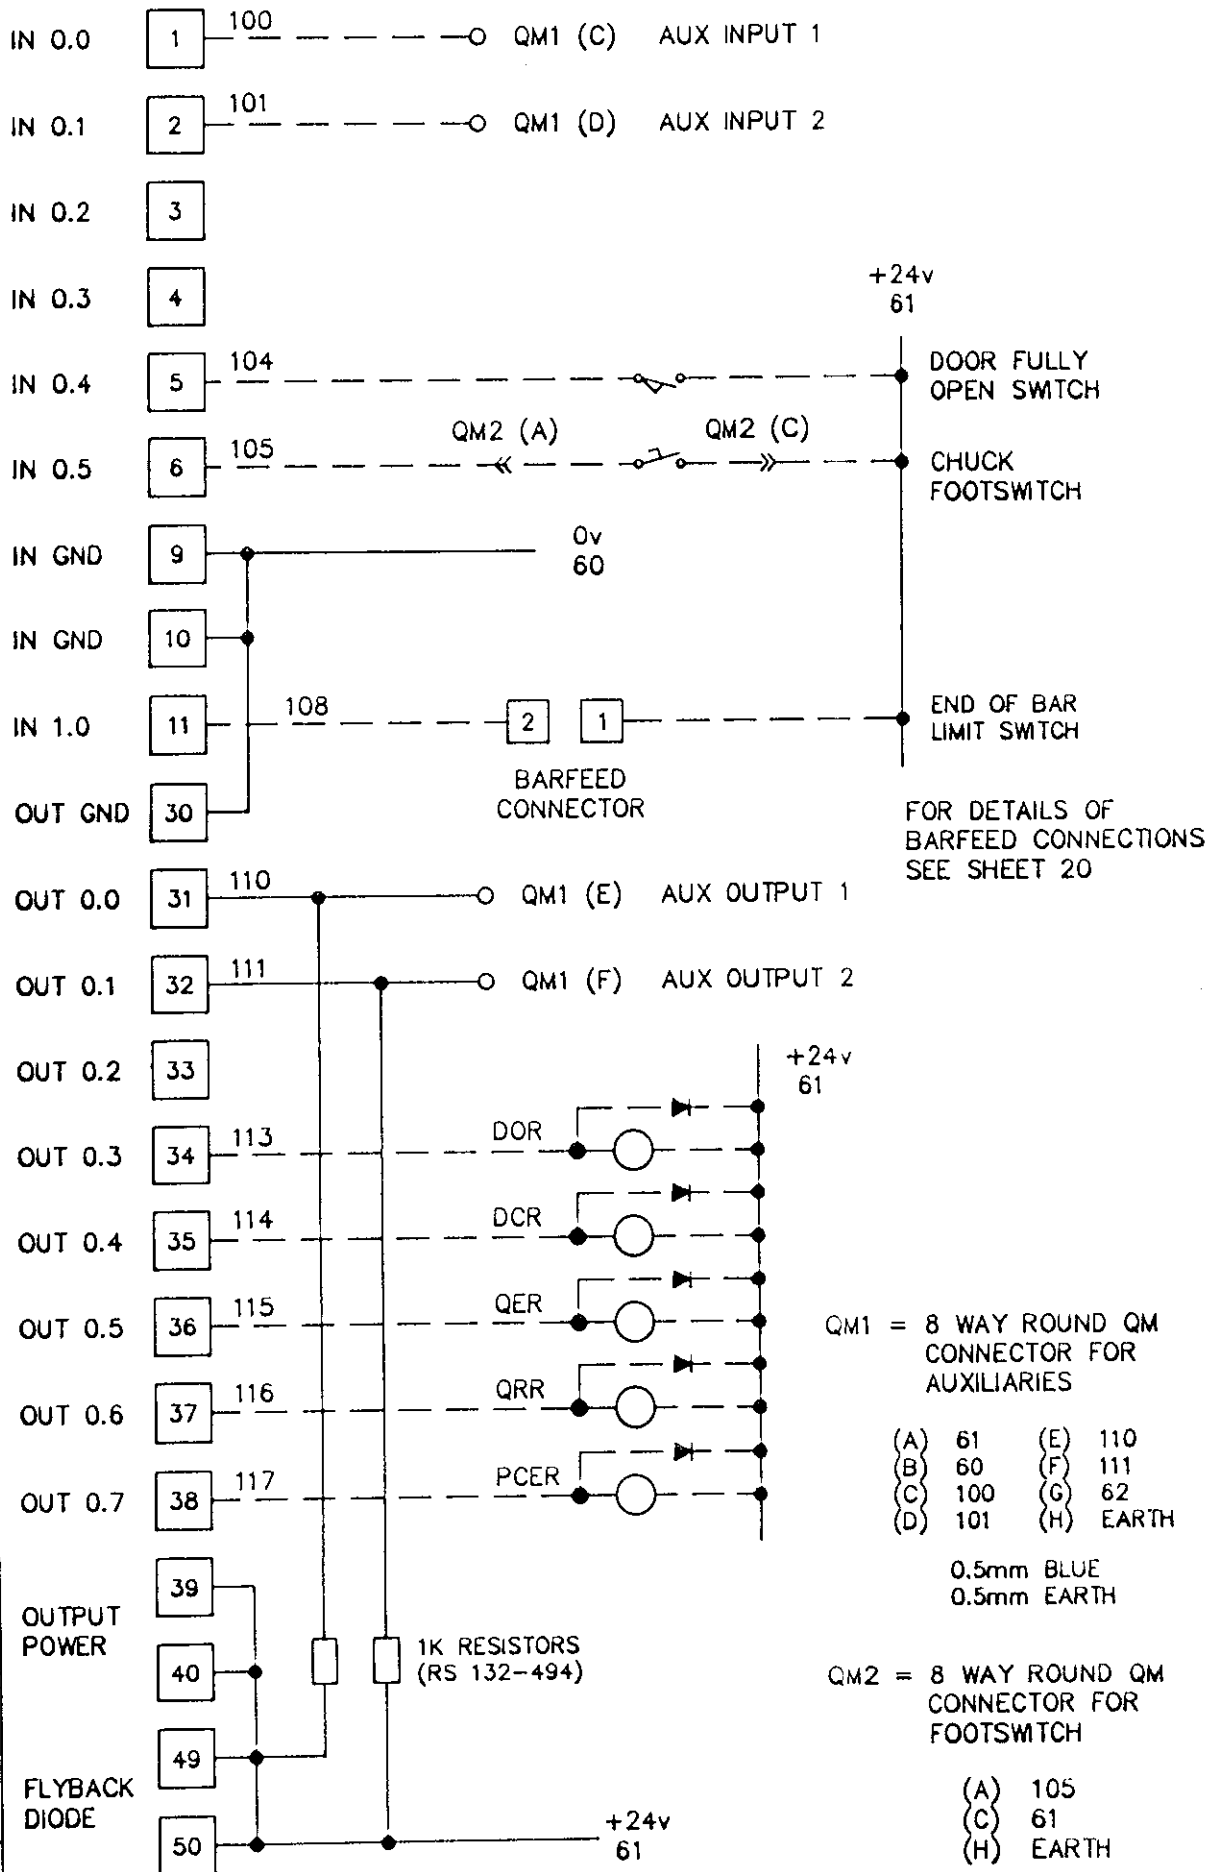 IN 0.0 1 100 QM1 (C) AUX INPUT 1
IN 0.1 2 101 QM1 (D) AUX INPUT 2
IN 0.2 3
IN 0.3 4
+24v
61
IN 0.4 5 104 DOOR FULLY
OPEN SWITCH
QM2 (A) QM2 (C)
IN 0.5 6 105 CHUCK
FOOTSWITCH
IN GND 9 0v
60
IN GND 10
IN 1.0 11 108 2 1 END OF BAR
LIMIT SWITCH
BARFEED
CONNECTOR
OUT GND 30
FOR DETAILS OF
BARFEED CONNECTIONS
SEE SHEET 20
OUT 0.0 31 110 QM1 (E) AUX OUTPUT 1
OUT 0.1 32 111 QM1 (F) AUX OUTPUT 2
OUT 0.2 33
+24v
61
OUT 0.3 34 113 DOR
OUT 0.4 35 114 DCR
OUT 0.5 36 115 QER
OUT 0.6 37 116 QRR
OUT 0.7 38 117 PCER
QM1 = 8 WAY ROUND QM
CONNECTOR FOR
AUXILIARIES
(A) 61 (E) 110
(B) 60 (F) 111
(C) 100 (G) 62
(D) 101 (H) EARTH
0.5mm BLUE
0.5mm EARTH
39
OUTPUT
POWER
40
1K RESISTORS
(RS 132-494)
49
FLYBACK
DIODE
50
+24v
61
QM2 = 8 WAY ROUND QM
CONNECTOR FOR
FOOTSWITCH
(A) 105
(C) 61
(H) EARTH